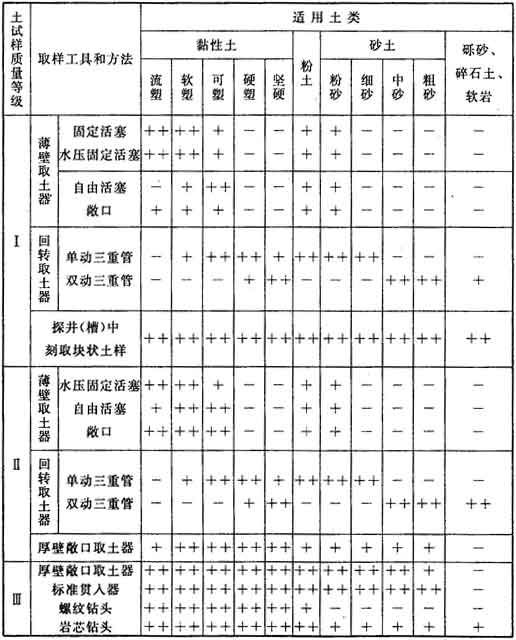 土试样质量等级
取样工具和方法
适用土类
黏性土 粉土 砂土 砾砂、碎石土、软岩
流塑 软塑 可塑 硬塑 坚硬 粉砂 细砂 中砂 粗砂
Ⅰ
薄壁取土器
固定活塞 ++ ++ + − − + + − − − −
水压固定活塞 ++ ++ + − − + + − − − −
自由活塞 − + ++ − − + + − − − −
敞口 + + + − − + + − − − −
回转取土器
单动三重管 − + ++ ++ + ++ ++ ++ − − −
双动三重管 − − − + ++ − − − ++ ++ +
探井(槽)中刻取块状土样 ++ ++ ++ ++ ++ ++ ++ ++ ++ ++ ++
Ⅱ
薄壁取土器
水压固定活塞 ++ ++ + − − + + − − − −
自由活塞 + ++ ++ − − + + − − − −
敞口 ++ ++ ++ − − + + − − − −
回转取土器
单动三重管 − + ++ ++ + ++ ++ ++ − − −
双动三重管 − − − + ++ − − − ++ ++ ++
厚壁敞口取土器 + ++ ++ ++ ++ + + + + + −
Ⅲ
厚壁敞口取土器 ++ ++ ++ ++ ++ ++ ++ ++ ++ + −
标准贯入器 ++ ++ ++ ++ ++ ++ ++ ++ ++ ++ −
螺纹钻头 ++ ++ ++ ++ ++ + − − − − −
岩芯钻头 ++ ++ ++ ++ ++ ++ + + + + +